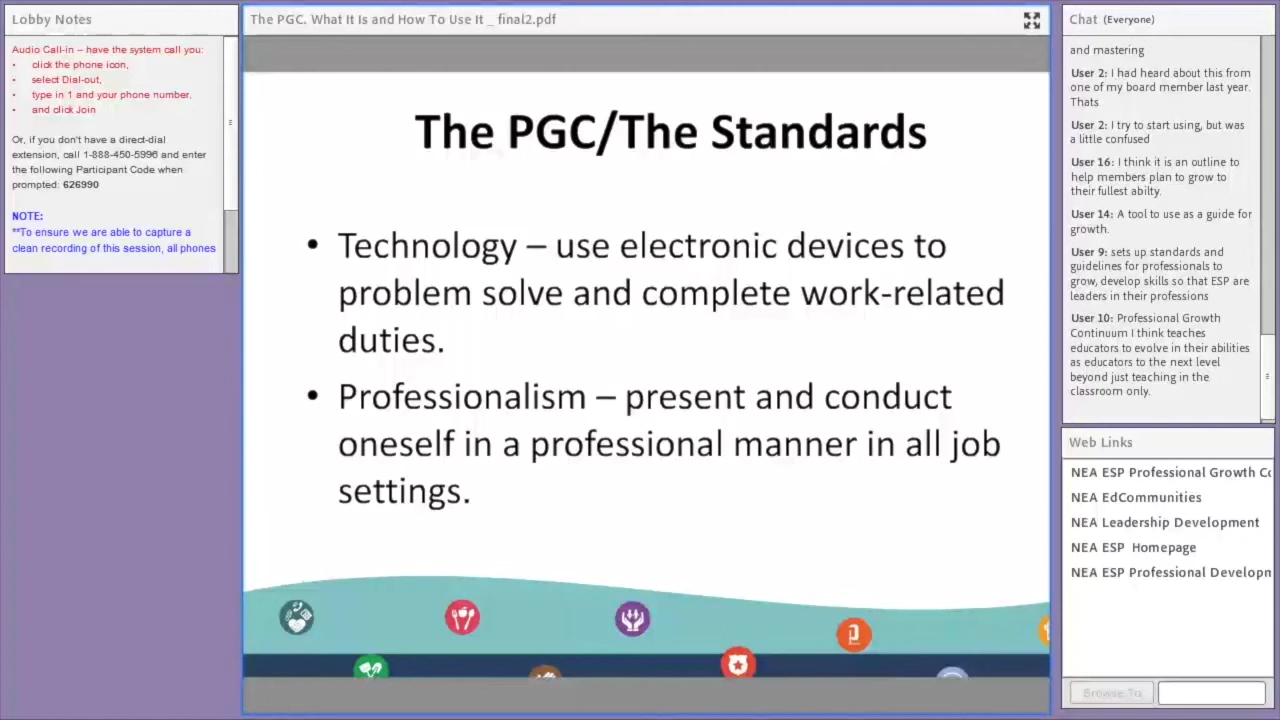 Lobby Notes
Audio Call-in – have the system call you:
• click the phone icon,
• select Dial-out,
• type in 1 and your phone number,
• and click Join
Or, if you don't have a direct-dial
extension, call 1-888-450-5996 and enter
the following Participant Code when
prompted: 626990
NOTE:
**To ensure we are able to capture a
clean recording of this session, all phones
The PGC. What It Is and How To Use It _ final2.pdf
The PGC/The Standards
• Technology – use electronic devices to
problem solve and complete work-related
duties.
• Professionalism – present and conduct
oneself in a professional manner in all job
settings.
Chat (Everyone)
and mastering
User 2: I had heard about this from
one of my board member last year.
Thats
User 2: I try to start using, but was
a little confused
User 16: I think it is an outline to
help members plan to grow to
their fullest abilty.
User 14: A tool to use as a guide for
growth.
User 9: sets up standards and
guidelines for professionals to
grow, develop skills so that ESP are
leaders in their professions
User 10: Professional Growth
Continuum I think teaches
educators to evolve in their abilities
as educators to the next level
beyond just teaching in the
classroom only.
Web Links
NEA ESP Professional Growth Co
NEA EdCommunities
NEA Leadership Development
NEA ESP Homepage
NEA ESP Professional Developm
Browse To